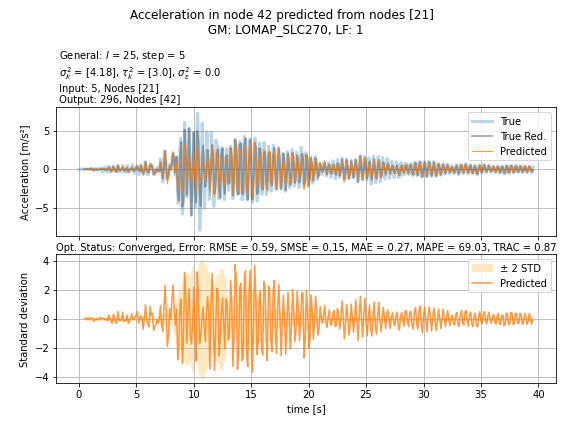 Acceleration in node 42 predicted from nodes [21]
GM: LOMAP_SLC270, LF: 1
General: l = 25, step = 5
σ²ₖ = [4.18], τ²ₖ = [3.0], σ²ₑ = 0.0
Input: 5, Nodes [21]
Output: 296, Nodes [42]
Acceleration [m/s²]
5
0
−5
True
True Red.
Predicted
Opt. Status: Converged, Error: RMSE = 0.59, SMSE = 0.15, MAE = 0.27, MAPE = 69.03, TRAC = 0.87
Standard deviation
4
2
0
−2
−4
± 2 STD
Predicted
0 5 10 15 20 25 30 35 40
time [s]